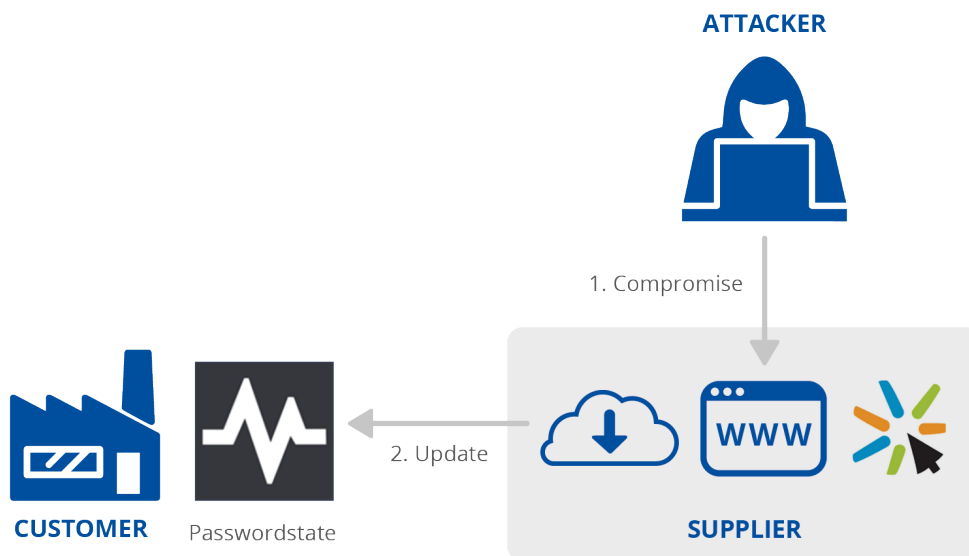 ATTACKER
1. Compromise
WWW
2. Update
CUSTOMER
Passwordstate
SUPPLIER